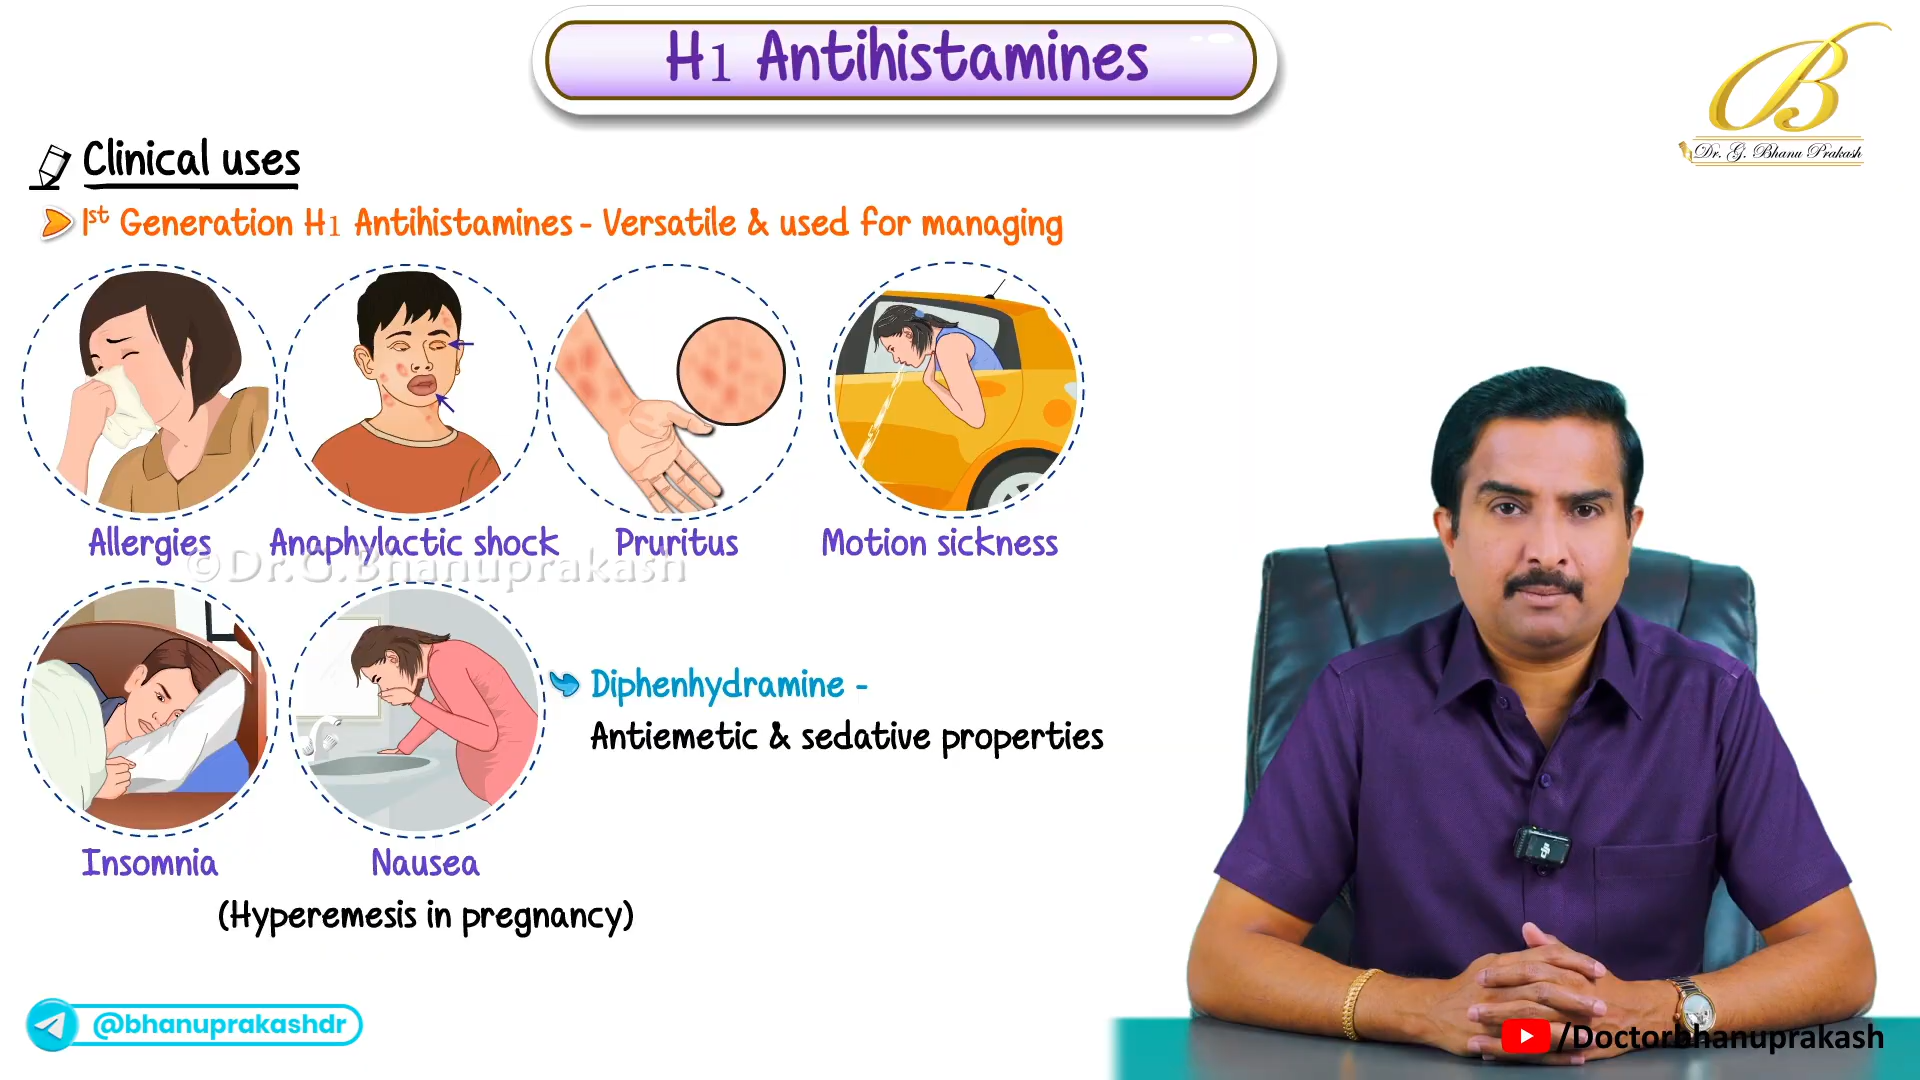 H1 Antihistamines
Dr. G. Bhanu Prakash
Clinical uses
1st Generation H1 Antihistamines - Versatile & used for managing
Allergies
Anaphylactic shock
Pruritus
Motion sickness
©Dr.G.Bhanuprakash
Diphenhydramine -
Antiemetic & sedative properties
Insomnia
Nausea
(Hyperemesis in pregnancy)
@bhanuprakashdr
/Doctorbhanuprakash